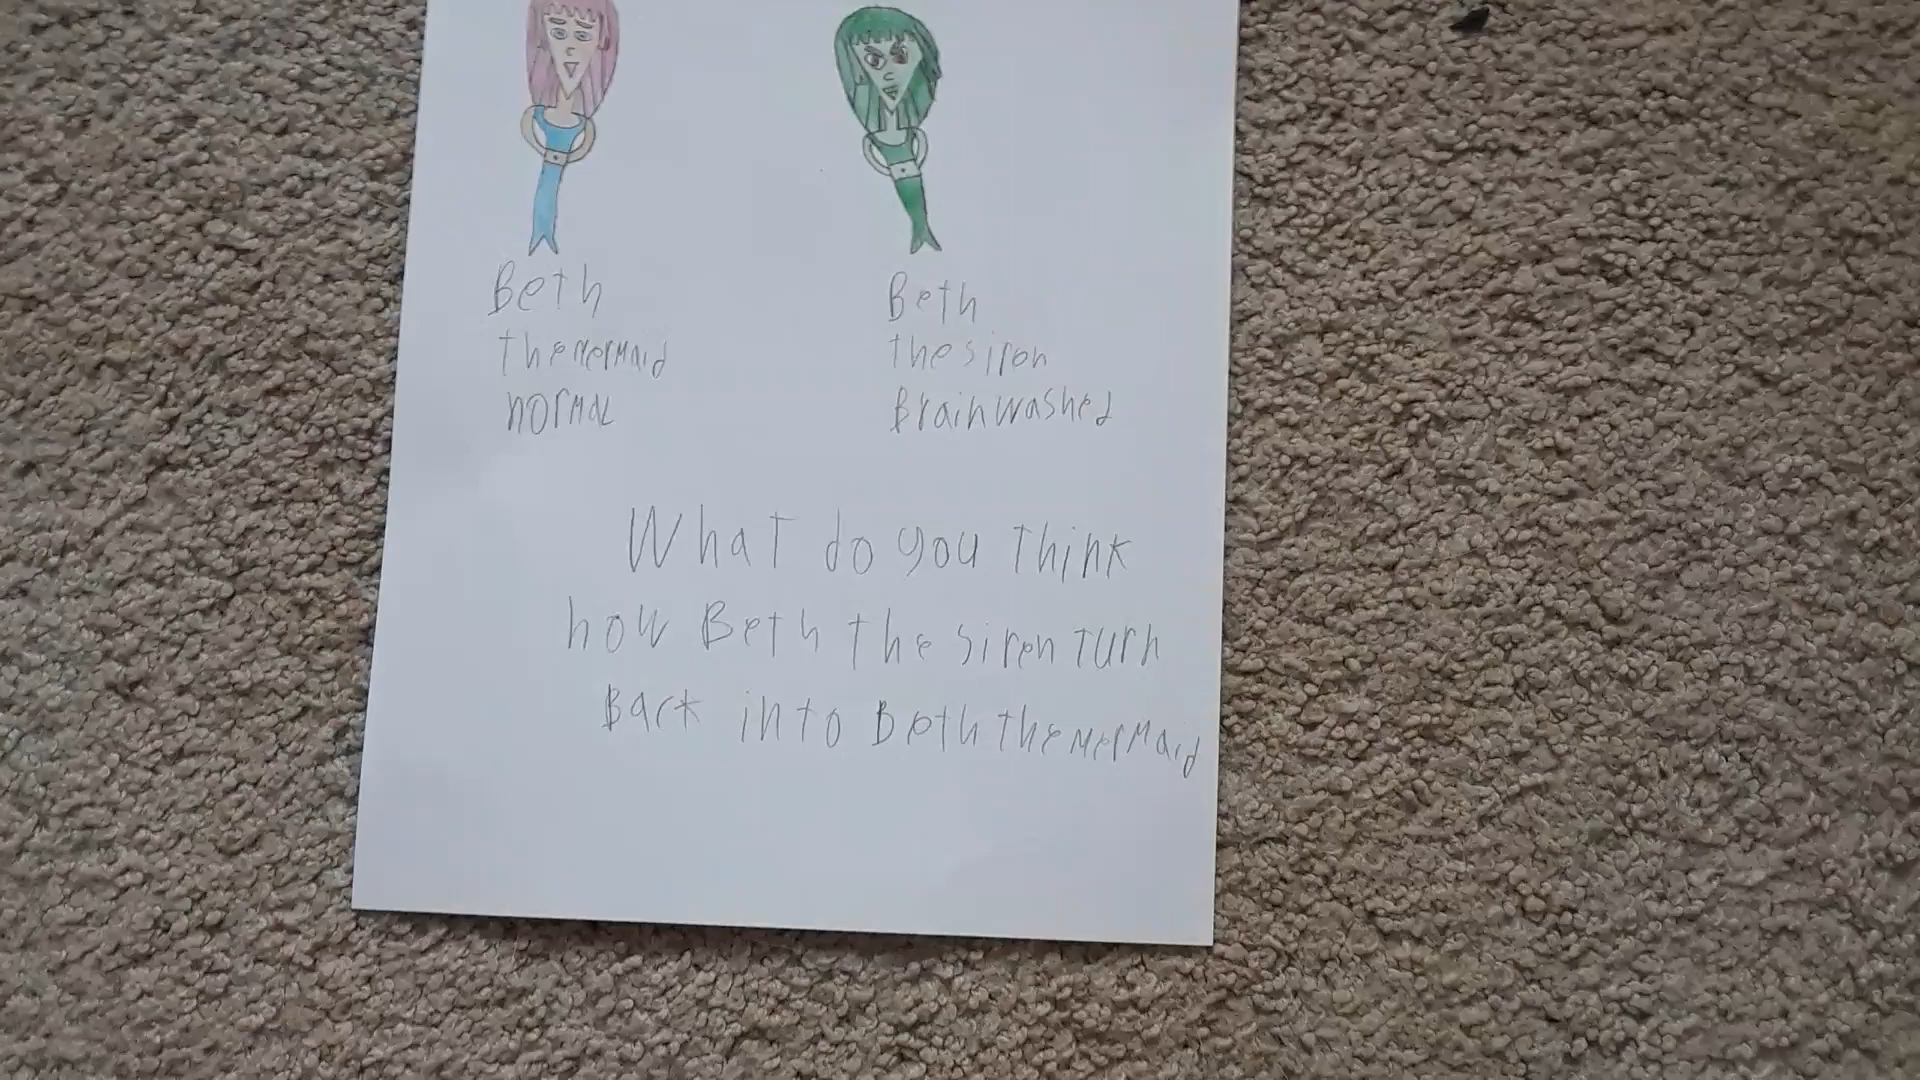 Beth
the mermaid
normal
Beth
the siren
Brainwashed
What do you think
how Beth the siren turn
Back into Beth the mermaid